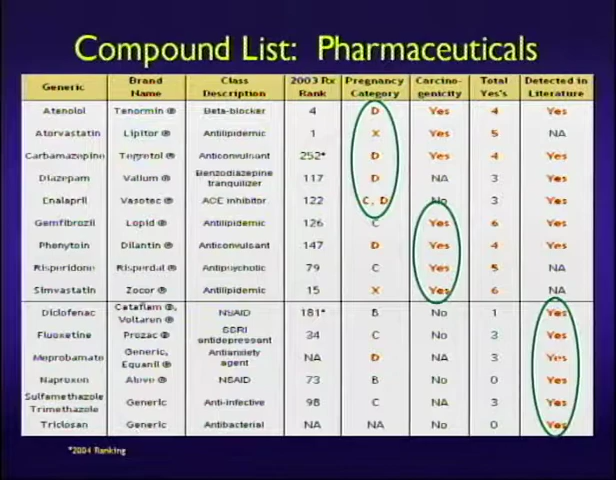 Compound List: Pharmaceuticals
Generic Brand Name Class Description 2003 Rx Rank Pregnancy Category Carcino-genicity Total Yes's Detected in Literature
Atenolol Tenormin ® Beta-blocker 4 D Yes 4 Yes
Atorvastatin Lipitor ® Antilipidemic 1 X Yes 5 NA
Carbamazepine Tegretol ® Anticonvulsant 252* D Yes 4 Yes
Diazepam Valium ® Benzodiazepine tranquilizer 117 D NA 3 Yes
Enalapril Vasotec ® ACE inhibitor 122 C, D No 3 Yes
Gemfibrozil Lopid ® Antilipidemic 126 C Yes 6 Yes
Phenytoin Dilantin ® Anticonvulsant 147 D Yes 4 Yes
Risperidone Risperdal ® Antipsychotic 79 C Yes 5 NA
Simvastatin Zocor ® Antilipidemic 15 X Yes 6 NA
Diclofenac Cataflam ®, Voltaren ® NSAID 181* B No 1 Yes
Fluoxetine Prozac ® SSRI antidepressant 34 C No 3 Yes
Meprobamate Generic, Equanil ® Antianxiety agent NA D NA 3 Yes
Naproxen Aleve ® NSAID 73 B No 0 Yes
Sulfamethazole Trimethazole Generic Anti-infective 98 C NA 3 Yes
Triclosan Generic Antibacterial NA NA No 0 Yes
*2004 Ranking